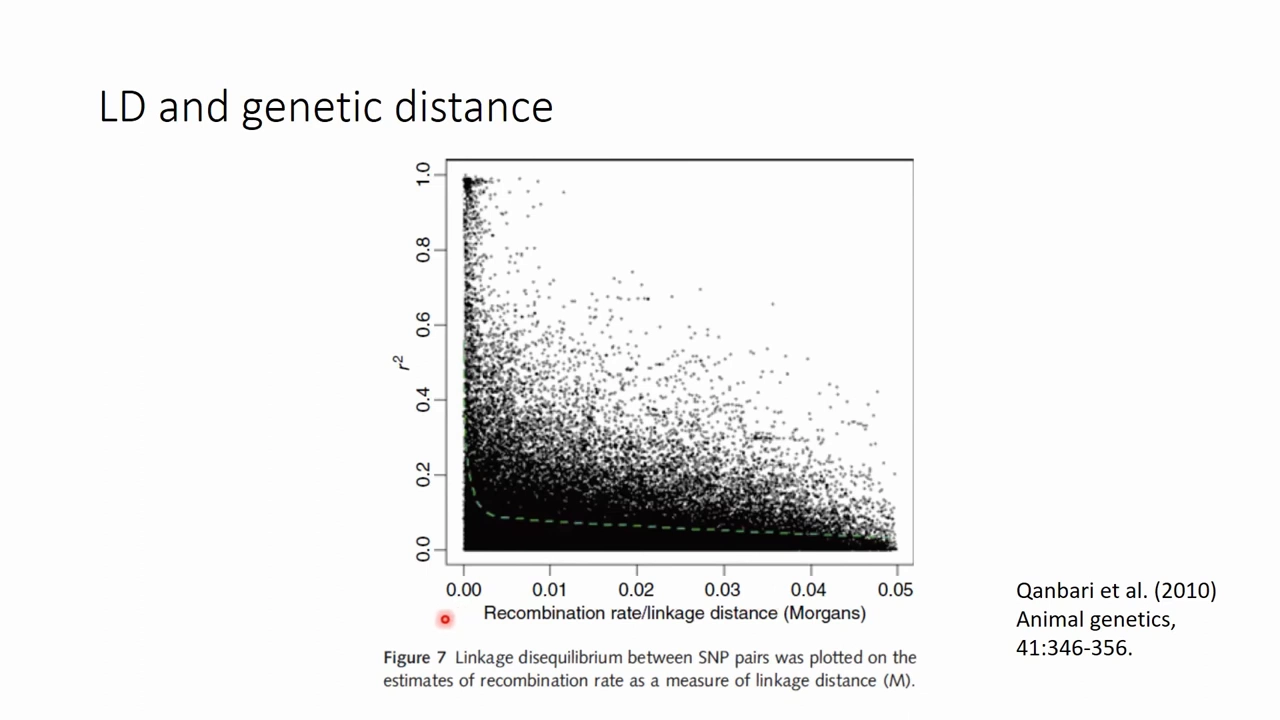 LD and genetic distance
1.0
0.8
0.6
r²
0.4
0.2
0.0
0.00 0.01 0.02 0.03 0.04 0.05
Recombination rate/linkage distance (Morgans)
Figure 7 Linkage disequilibrium between SNP pairs was plotted on the
estimates of recombination rate as a measure of linkage distance (M).
Qanbari et al. (2010)
Animal genetics,
41:346-356.